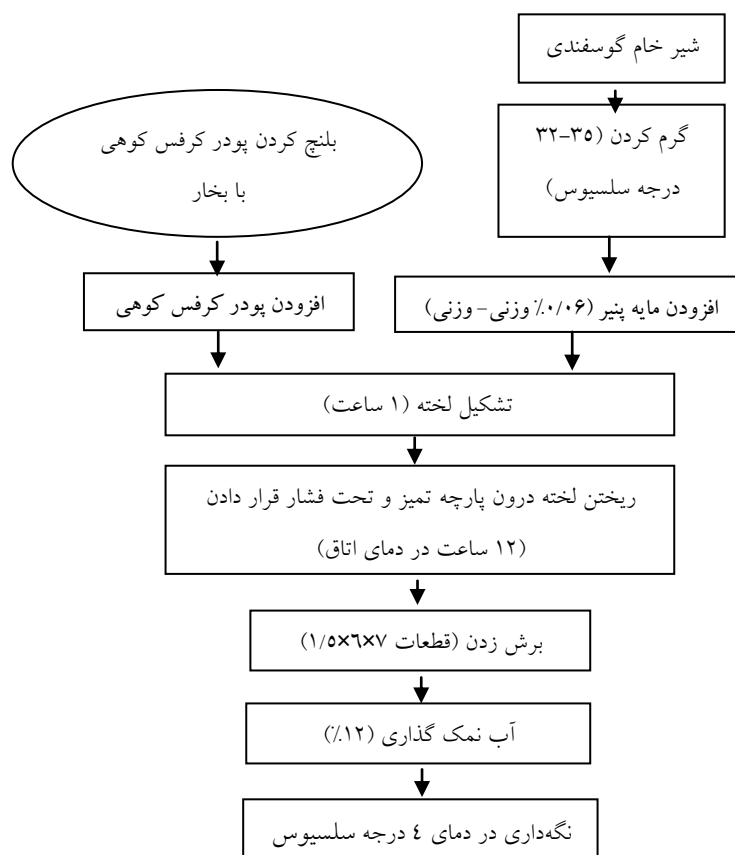 شیر خام گوسفندی
گرم کردن (۳۵-۳۲
درجه سلسیوس)
بلنچ کردن پودر کرفس کوهی
با بخار
افزودن مایه پنیر (۰/۰۶٪ وزنی- وزنی)
افزودن پودر کرفس کوهی
تشکیل لخته (۱ ساعت)
ریختن لخته درون پارچه تمیز و تحت فشار قرار دادن
(۱۲ ساعت در دمای اتاق)
برش زدن (قطعات ۷×۶×۱/۵)
آب نمک گذاری (۱۲٪)
نگه‌داری در دمای ٤ درجه سلسیوس